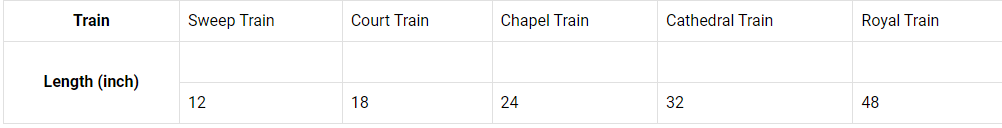 Train Sweep Train Court Train Chapel Train Cathedral Train Royal Train
Length (inch)
12 18 24 32 48